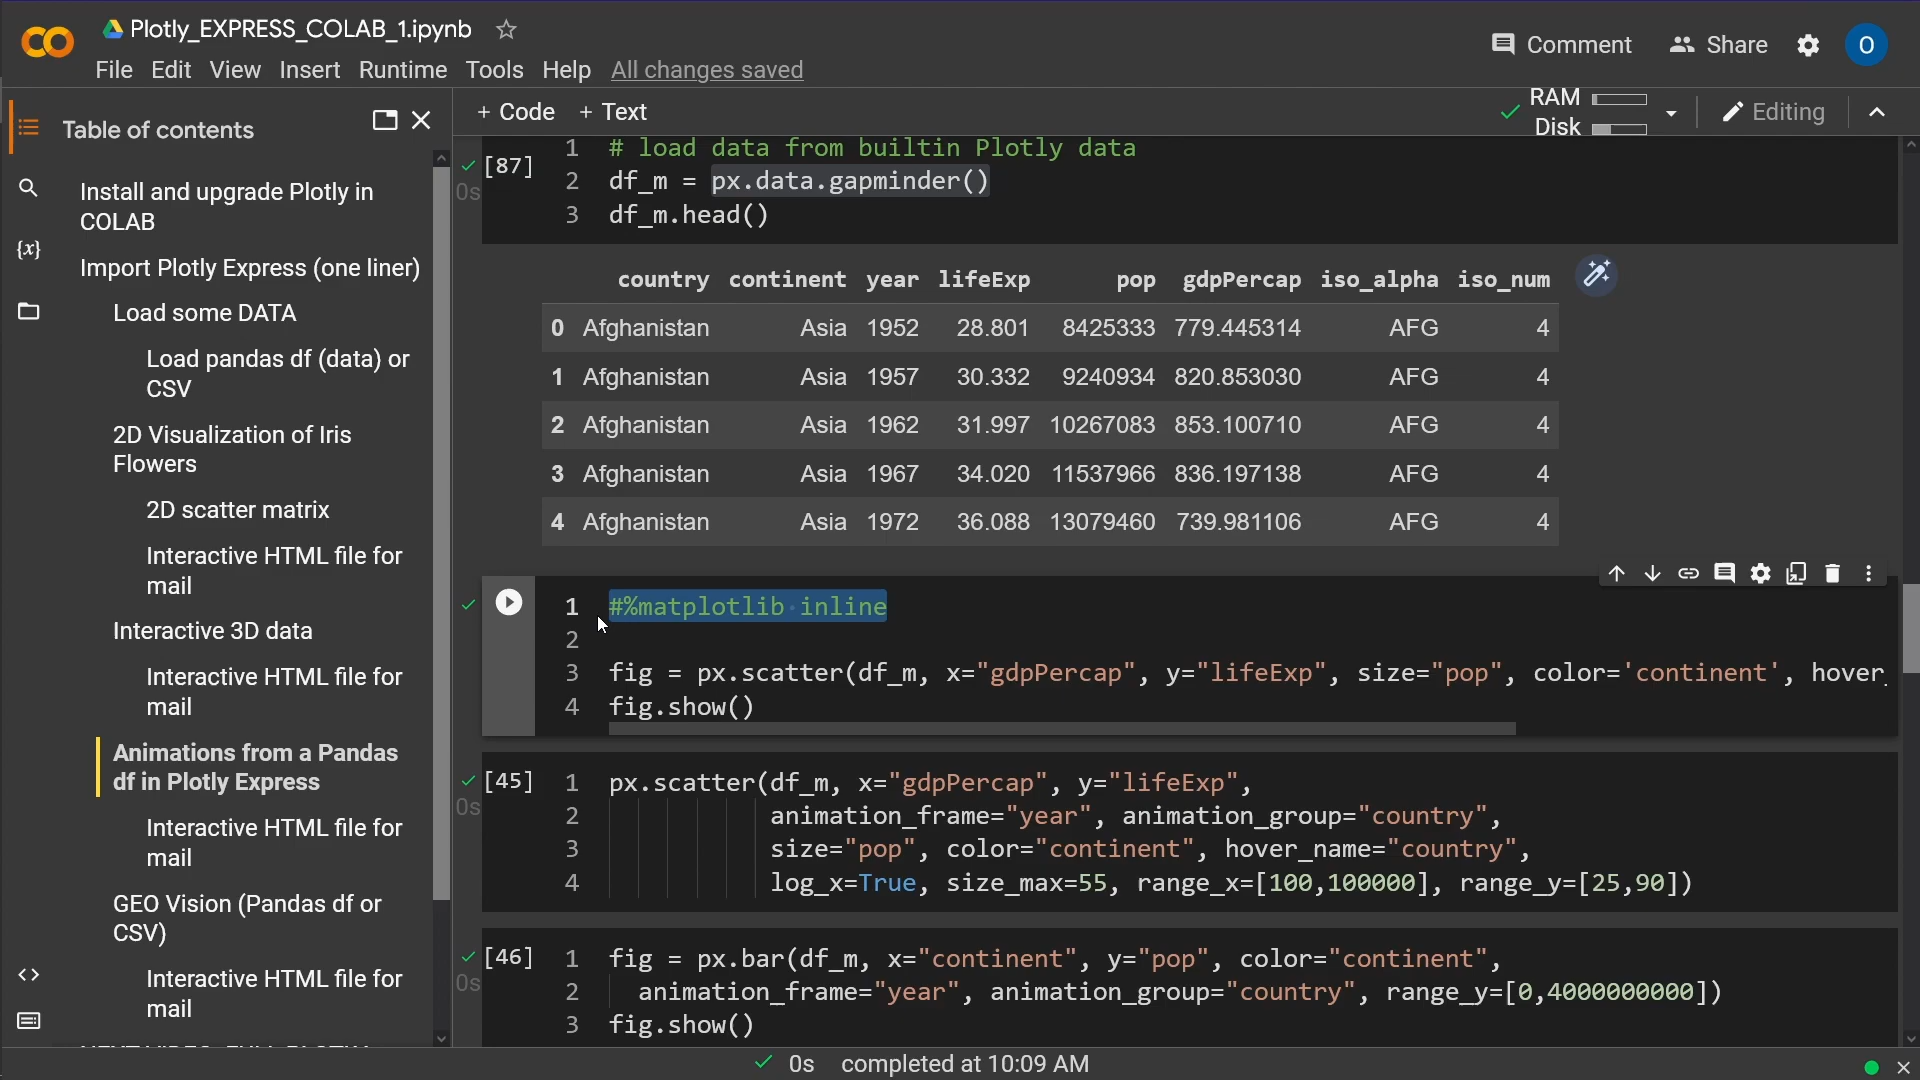 Plotly_EXPRESS_COLAB_1.ipynb
File Edit View Insert Runtime Tools Help All changes saved
Comment Share O
Table of contents
Install and upgrade Plotly in
COLAB
Import Plotly Express (one liner)
Load some DATA
Load pandas df (data) or
CSV
2D Visualization of Iris
Flowers
2D scatter matrix
Interactive HTML file for
mail
Interactive 3D data
Interactive HTML file for
mail
Animations from a Pandas
df in Plotly Express
Interactive HTML file for
mail
GEO Vision (Pandas df or
CSV)
Interactive HTML file for
mail
+ Code + Text
RAM
Disk
Editing
[87]
1 # load data from builtin Plotly data
2 df_m = px.data.gapminder()
3 df_m.head()
0s
country continent year lifeExp pop gdpPercap iso_alpha iso_num
0 Afghanistan Asia 1952 28.801 8425333 779.445314 AFG 4
1 Afghanistan Asia 1957 30.332 9240934 820.853030 AFG 4
2 Afghanistan Asia 1962 31.997 10267083 853.100710 AFG 4
3 Afghanistan Asia 1967 34.020 11537966 836.197138 AFG 4
4 Afghanistan Asia 1972 36.088 13079460 739.981106 AFG 4
1 #%matplotlib inline
2
3 fig = px.scatter(df_m, x="gdpPercap", y="lifeExp", size="pop", color='continent', hover_
4 fig.show()
[45]
0s
1 px.scatter(df_m, x="gdpPercap", y="lifeExp",
2 animation_frame="year", animation_group="country",
3 size="pop", color="continent", hover_name="country",
4 log_x=True, size_max=55, range_x=[100,100000], range_y=[25,90])
[46]
0s
1 fig = px.bar(df_m, x="continent", y="pop", color="continent",
2 animation_frame="year", animation_group="country", range_y=[0,4000000000])
3 fig.show()
0s completed at 10:09 AM